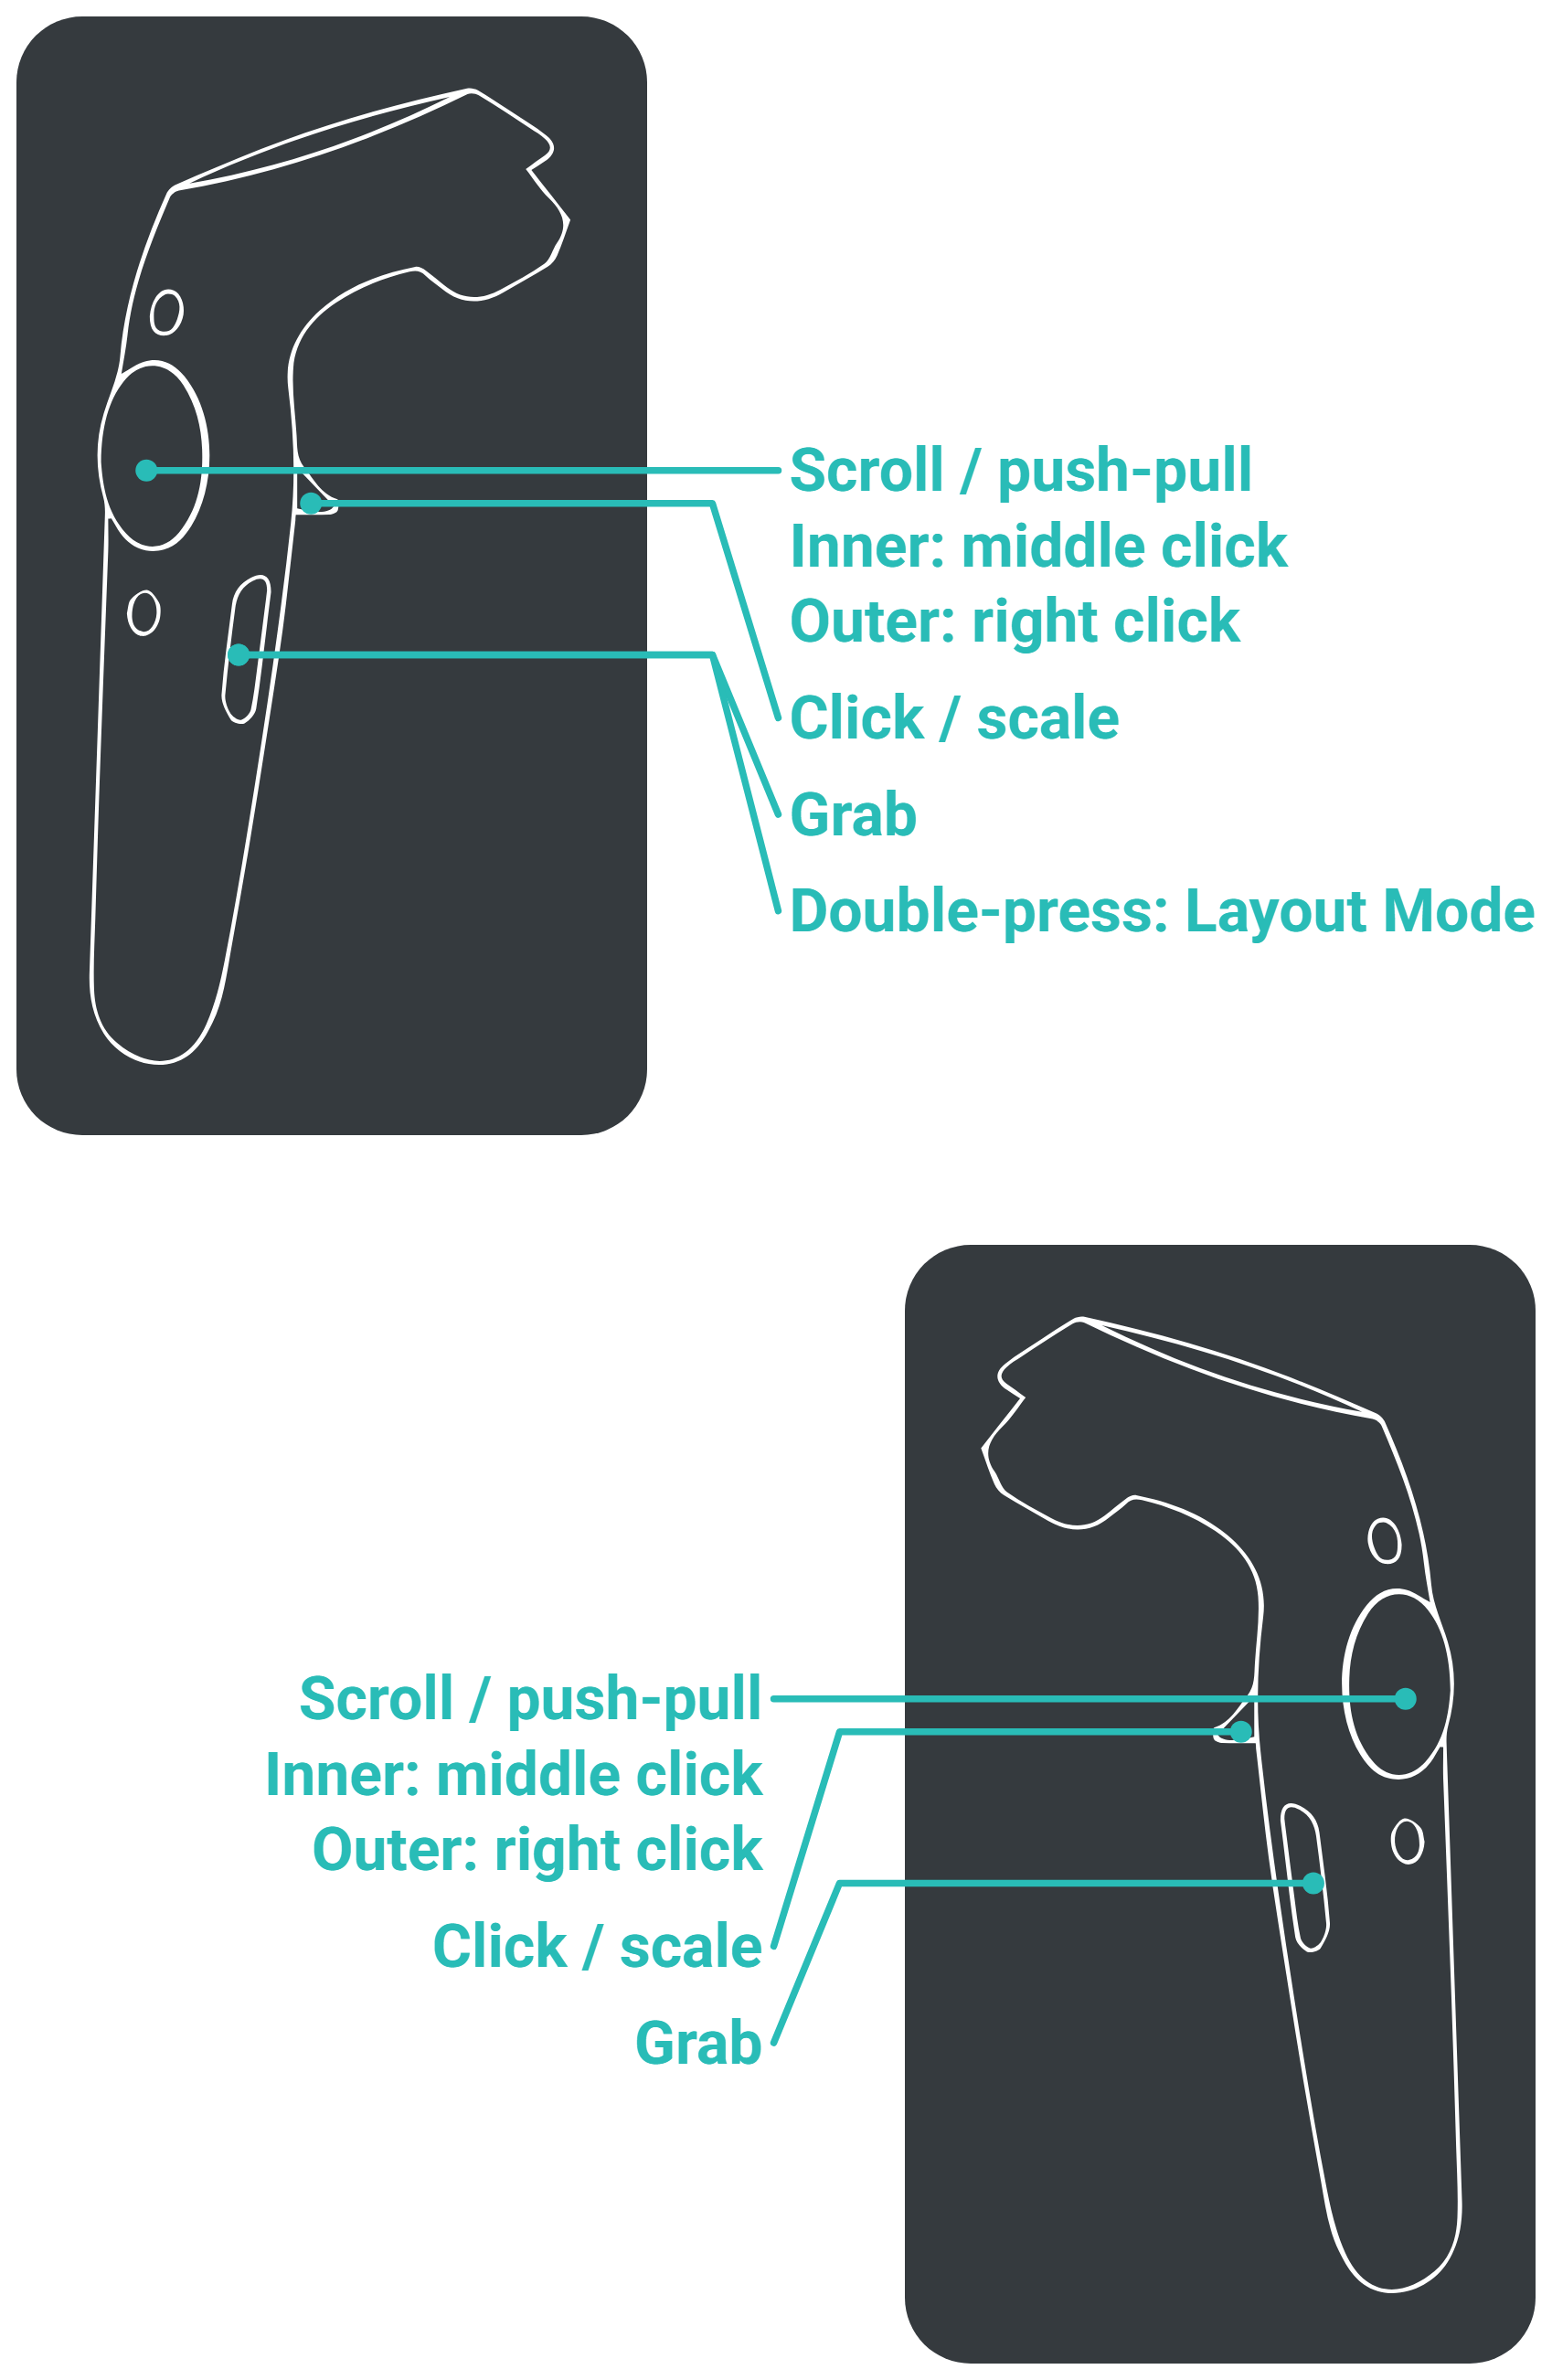 Scroll / push-pull
Inner: middle click
Outer: right click
Click / scale
Grab
Double-press: Layout Mode
Scroll / push-pull
Inner: middle click
Outer: right click
Click / scale
Grab